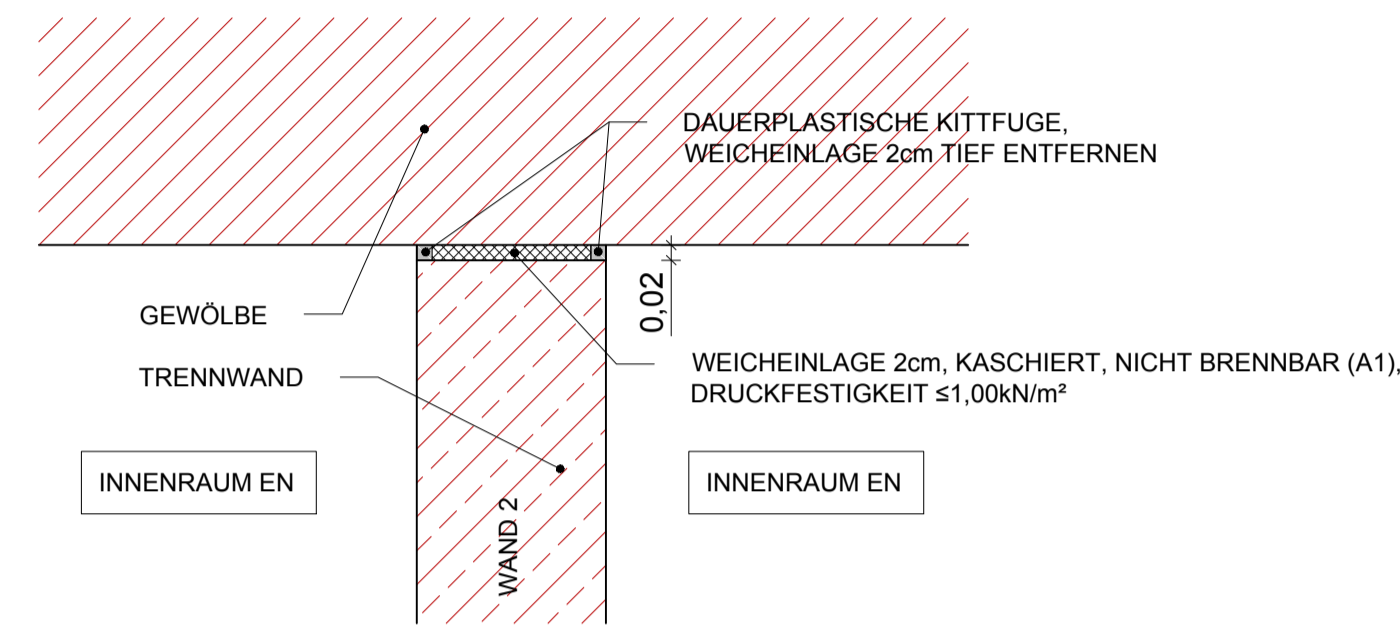 DAUERPLASTISCHE KITTFUGE,
WEICHEINLAGE 2cm TIEF ENTFERNEN
0,02
GEWÖLBE
TRENNWAND
WEICHEINLAGE 2cm, KASCHIERT, NICHT BRENNBAR (A1),
DRUCKFESTIGKEIT ≤1,00kN/m²
INNENRAUM EN
WAND 2
INNENRAUM EN